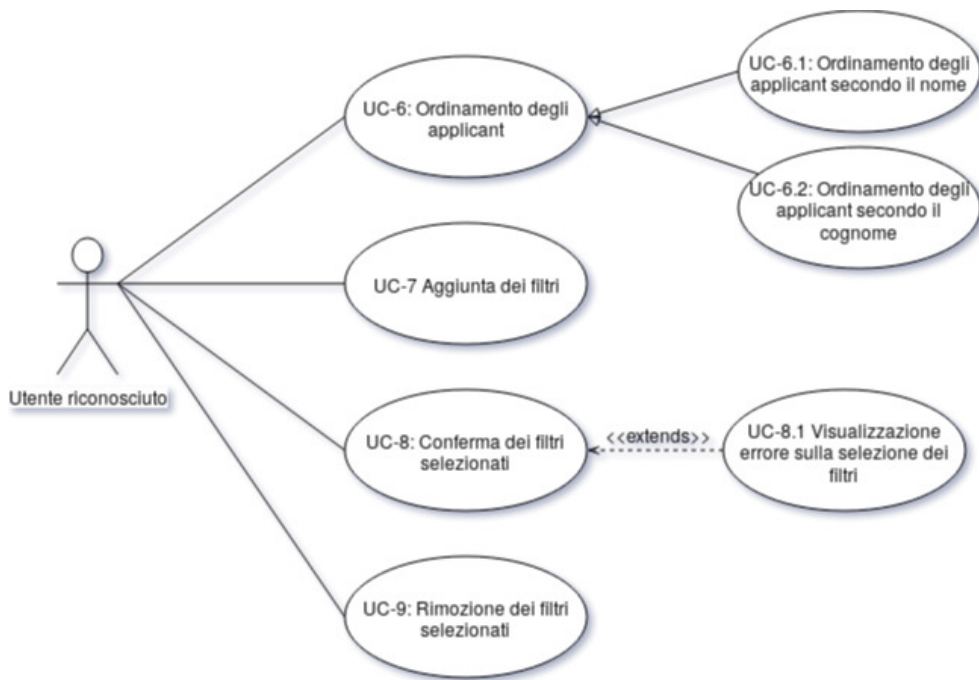 UC-6.1: Ordinamento degli
applicant secondo il nome
UC-6: Ordinamento degli
applicant
UC-6.2: Ordinamento degli
applicant secondo il
cognome
UC-7 Aggiunta dei filtri
Utente riconosciuto
UC-8: Conferma dei filtri
selezionati
<<extends>>
UC-8.1 Visualizzazione
errore sulla selezione dei
filtri
UC-9: Rimozione dei filtri
selezionati